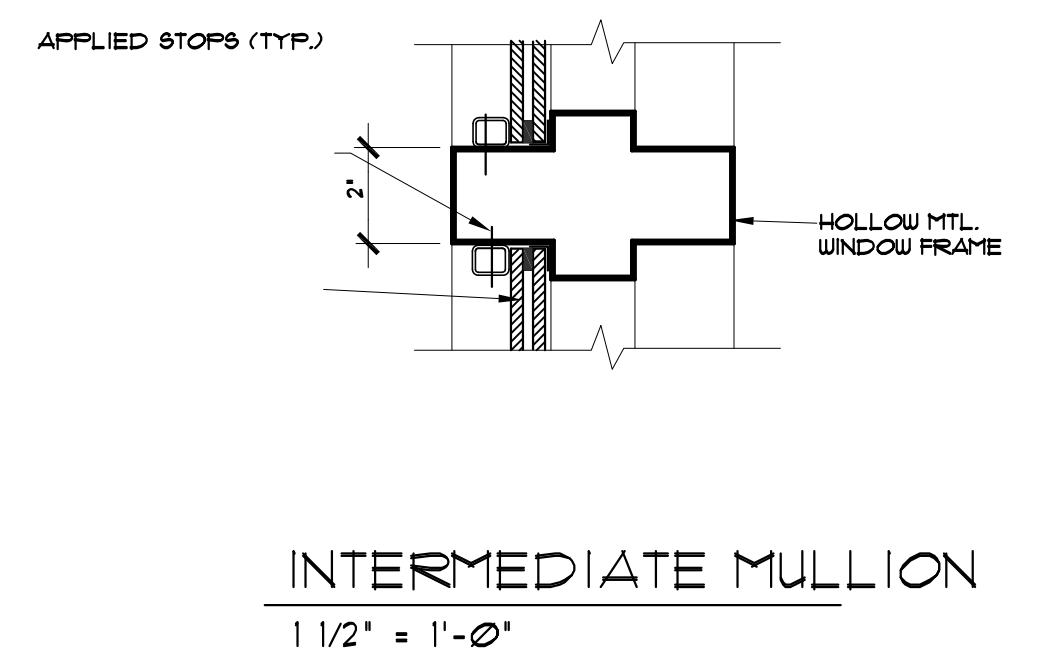 APPLIED STOPS (TYP.)
2"
HOLLOW MTL.
WINDOW FRAME
INTERMEDIATE MULLION
1 1/2" = 1'-0"